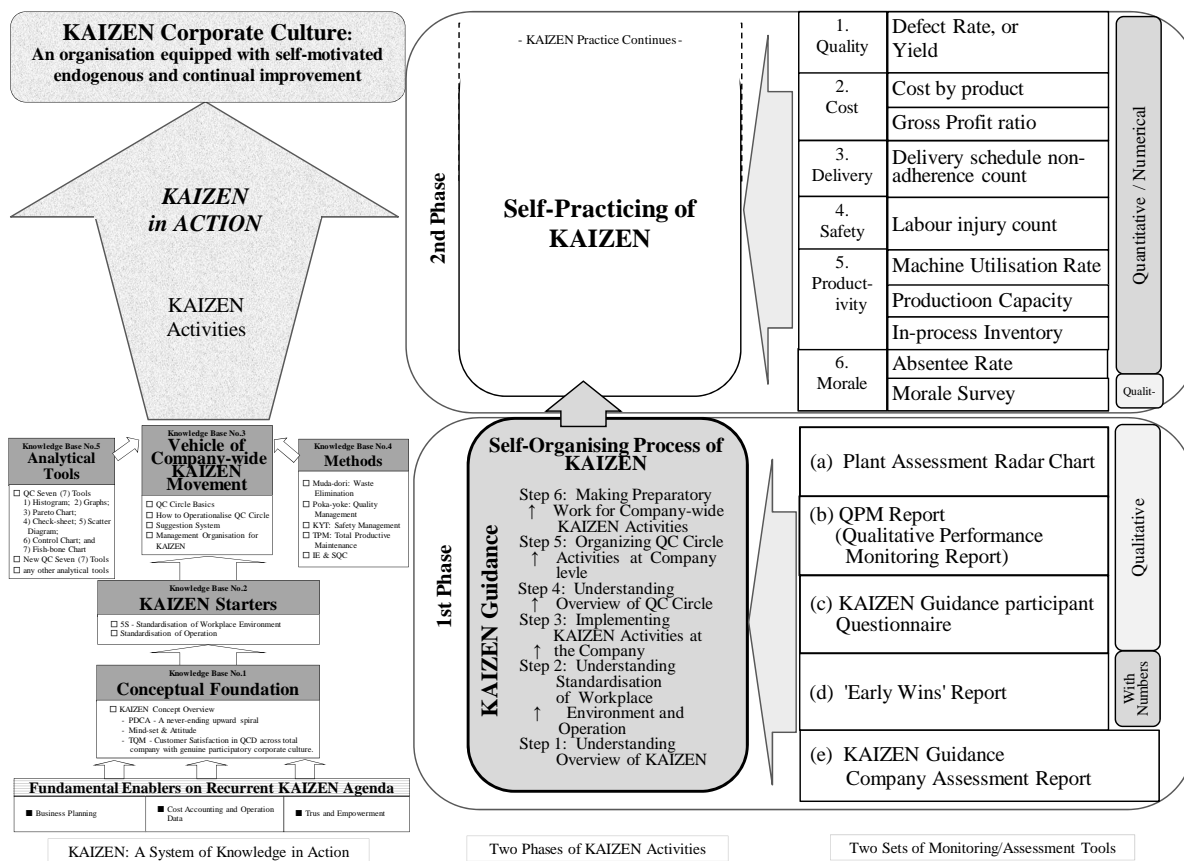 KAIZEN Corporate Culture:
An organisation equipped with self-motivated
endogenous and continual improvement
KAIZEN
in ACTION
KAIZEN
Activities
Knowledge Base No.5
Analytical
Tools
☐ QC Seven (7) Tools
1) Histogram; 2) Graphs;
3) Pareto Chart;
4) Check-sheet; 5) Scatter
Diagram;
6) Control Chart; and
7) Fish-bone Chart
☐ New QC Seven (7) Tools
☐ any other analytical tools
Knowledge Base No.3
Vehicle of
Company-wide
KAIZEN
Movement
☐ QC Circle Basics
☐ How to Operationalise QC Circle
☐ Suggestion System
☐ Management Organisation for
KAIZEN
Knowledge Base No.4
Methods
☐ Muda-dori: Waste
Elimination
☐ Poka-yoke: Quality
Management
☐ KYT: Safety Management
☐ TPM: Total Productive
Maintenance
☐ IE & SQC
Knowledge Base No.2
KAIZEN Starters
☐ 5S - Standardisation of Workplace Environment
☐ Standardisation of Operation
Knowledge Base No.1
Conceptual Foundation
☐ KAIZEN Concept Overview
- PDCA - A never-ending upward spiral
- Mind-set & Attitude
- TQM - Customer Satisfaction in QCD across total
company with genuine participatory corporate culture.
Fundamental Enablers on Recurrent KAIZEN Agenda
■ Business Planning
■ Cost Accounting and Operation
Data
■ Trus and Empowerment
KAIZEN: A System of Knowledge in Action
2nd Phase
- KAIZEN Practice Continues -
Self-Practicing of
KAIZEN
1st Phase
KAIZEN Guidance
Self-Organising Process of
KAIZEN
Step 6: Making Preparatory
↑ Work for Company-wide
KAIZEN Activities
Step 5: Organizing QC Circle
↑ Activities at Company
levle
Step 4: Understanding
↑ Overview of QC Circle
Step 3: Implementing
KAIZEN Activities at
↑ the Company
Step 2: Understanding
Standardisation
of Workplace
↑ Environment and
Operation
Step 1: Understanding
Overview of KAIZEN
Two Phases of KAIZEN Activities
1.
Quality
Defect Rate, or
Yield
2.
Cost
Cost by product
Gross Profit ratio
3.
Delivery
Delivery schedule non-
adherence count
4.
Safety
Labour injury count
5.
Product-
ivity
Machine Utilisation Rate
Productioon Capacity
In-process Inventory
6.
Morale
Absentee Rate
Morale Survey
Quantitative / Numerical
Qualit-
(a) Plant Assessment Radar Chart
(b) QPM Report
(Qualitative Performance
Monitoring Report)
(c) KAIZEN Guidance participant
Questionnaire
(d) 'Early Wins' Report
(e) KAIZEN Guidance
Company Assessment Report
Qualitative
With
Numbers
Two Sets of Monitoring/Assessment Tools